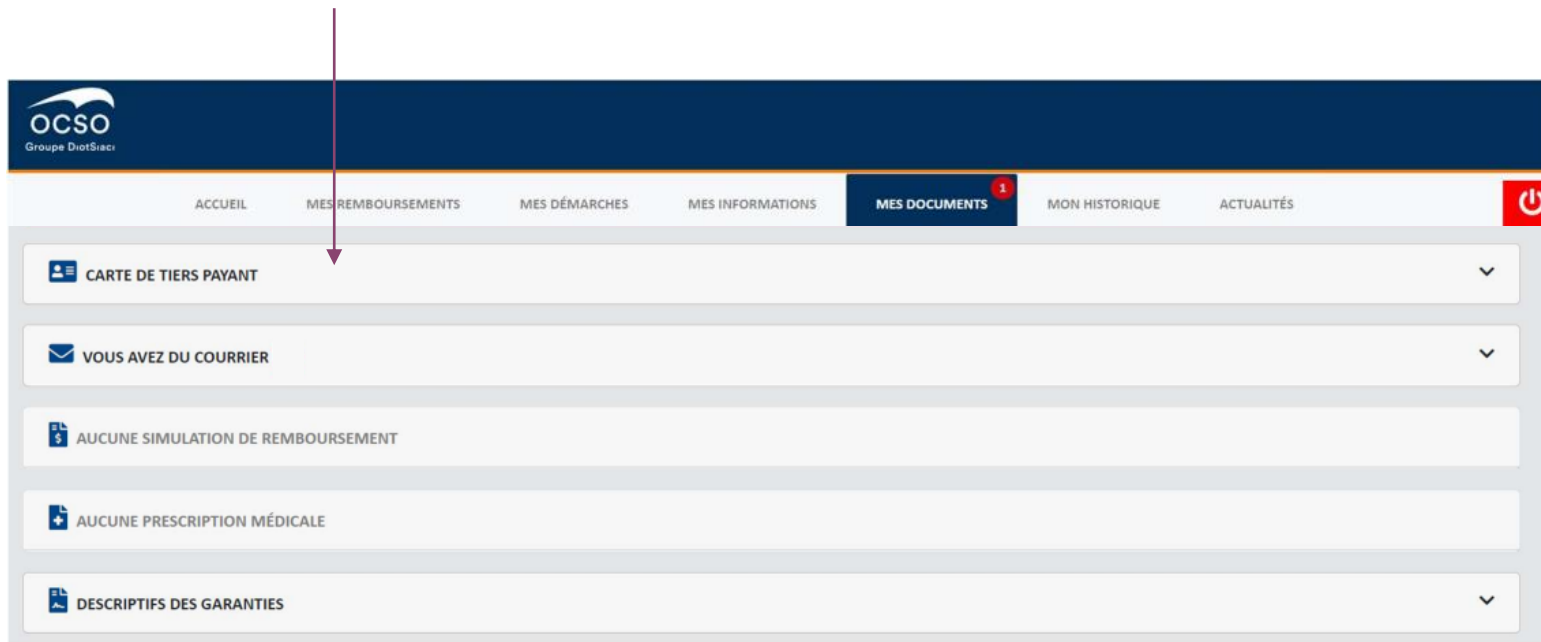 OCSO
Groupe DiotSiaci
ACCUEIL MES REMBOURSEMENTS MES DÉMARCHES MES INFORMATIONS MES DOCUMENTS 1 MON HISTORIQUE ACTUALITÉS
CARTE DE TIERS PAYANT
VOUS AVEZ DU COURRIER
AUCUNE SIMULATION DE REMBOURSEMENT
AUCUNE PRESCRIPTION MÉDICALE
DESCRIPTIFS DES GARANTIES